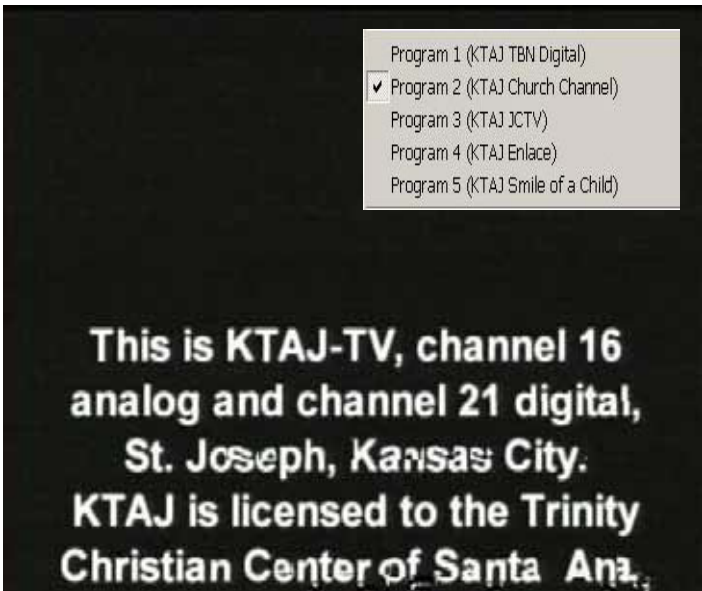 Program 1 (KTAJ TBN Digital)
Program 2 (KTAJ Church Channel)
Program 3 (KTAJ JCTV)
Program 4 (KTAJ Enlace)
Program 5 (KTAJ Smile of a Child)
This is KTAJ-TV, channel 16
analog and channel 21 digital,
St. Joseph, Kansas City.
KTAJ is licensed to the Trinity
Christian Center of Santa Ana,